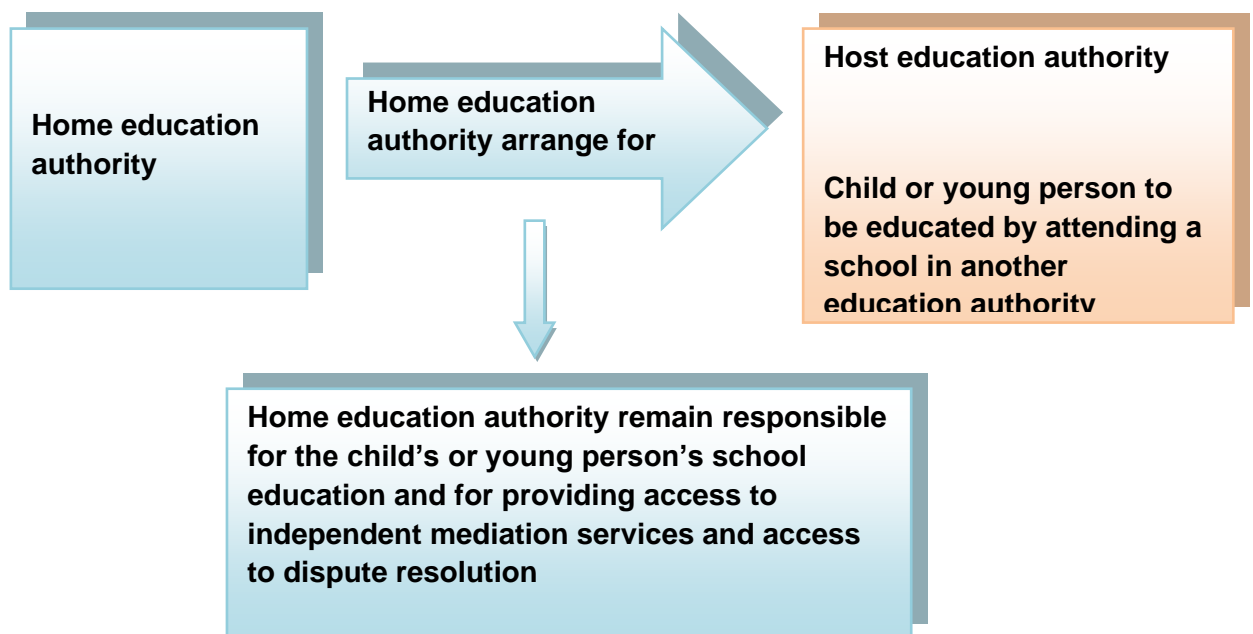 Home education
authority
Home education
authority arrange for
Host education authority
Child or young person to
be educated by attending a
school in another
education authority
Home education authority remain responsible
for the child’s or young person’s school
education and for providing access to
independent mediation services and access
to dispute resolution